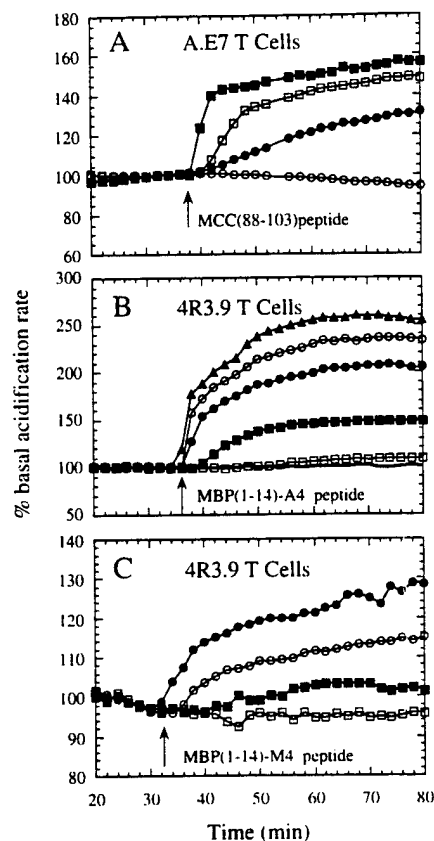 A
A.E7 T Cells
160
140
120
100
80
60
MCC(88-103)peptide
B
4R3.9 T Cells
300
250
200
150
100
50
MBP(1-14)-A4 peptide
C
4R3.9 T Cells
140
130
120
110
100
90
80
MBP(1-14)-M4 peptide
20 30 40 50 60 70 80
Time (min)
% basal acidification rate